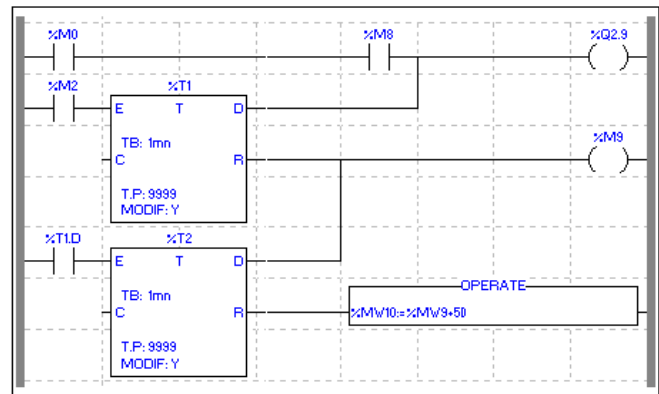 %M0 %M8 %Q2.9
%M2 %T1
E T D
TB: 1mn
%M9
C R
T.P: 9999
MODIF: Y
%T1.D %T2
E T D
OPERATE
TB: 1mn
C R %MW10:=%MW9+50
T.P: 9999
MODIF: Y